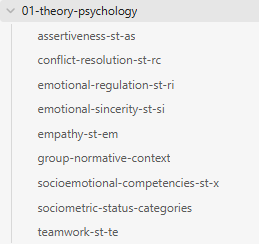 01-theory-psychology
assertiveness-st-as
conflict-resolution-st-rc
emotional-regulation-st-ri
emotional-sincerity-st-si
empathy-st-em
group-normative-context
socioemotional-competencies-st-x
sociometric-status-categories
teamwork-st-te